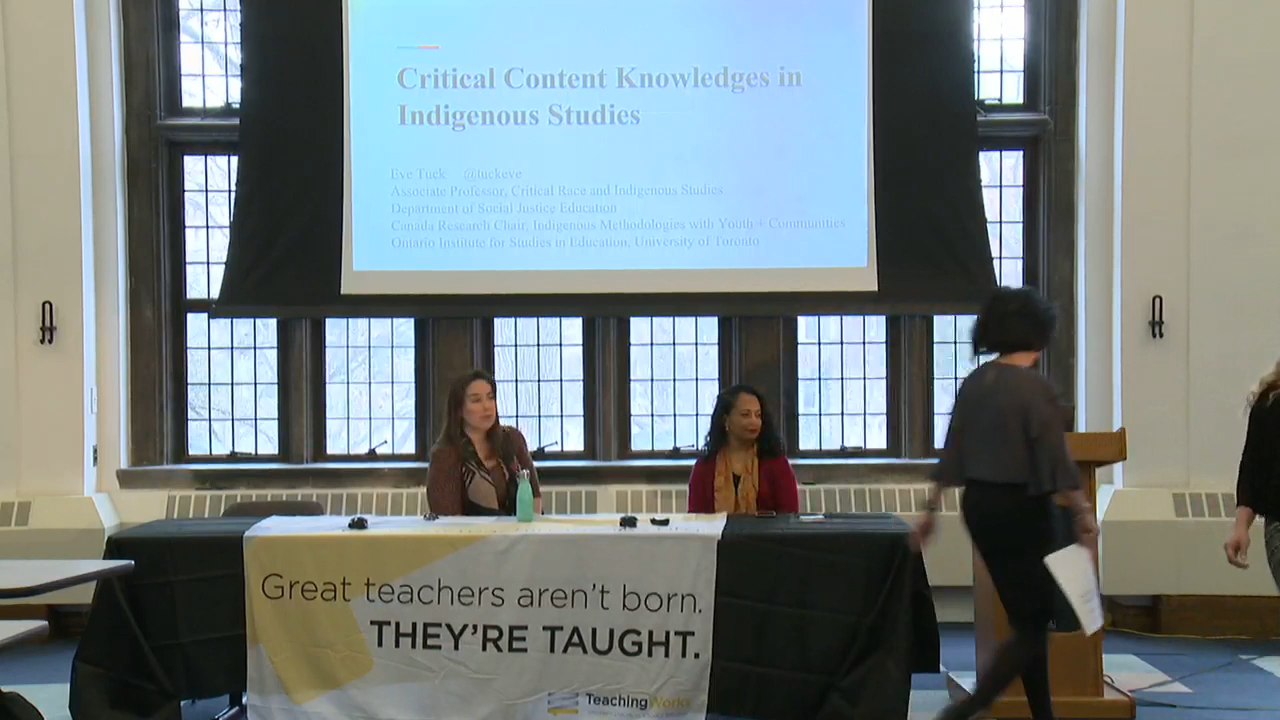 Critical Content Knowledges in
Indigenous Studies
Eve Tuck @tuckeve
Associate Professor, Critical Race and Indigenous Studies
Department of Social Justice Education
Canada Research Chair, Indigenous Methodologies with Youth + Communities
Ontario Institute for Studies in Education, University of Toronto
Great teachers aren't born.
THEY'RE TAUGHT.
TeachingWorks